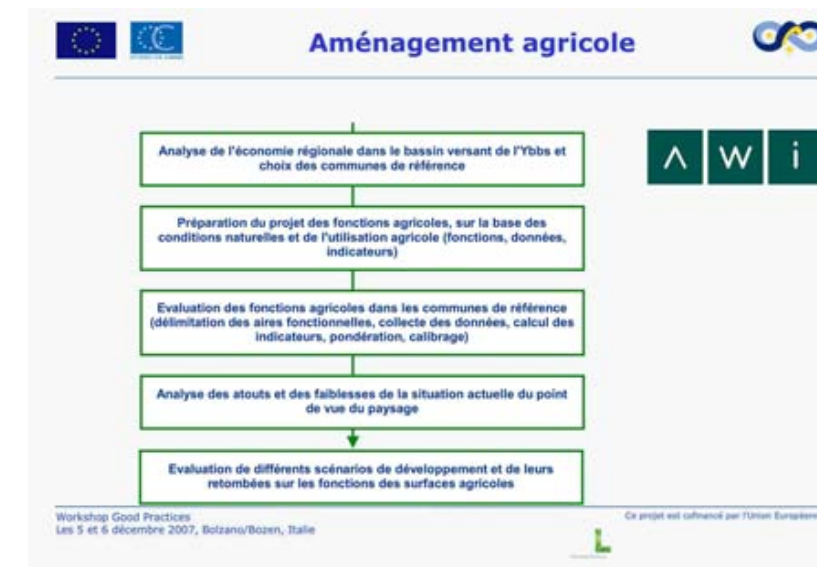 Aménagement agricole
AWi
Analyse de l'économie régionale dans le bassin versant de l'Ybbs et
choix des communes de référence
Préparation du projet des fonctions agricoles, sur la base des
conditions naturelles et de l'utilisation agricole (fonctions, données,
indicateurs)
Evaluation des fonctions agricoles dans les communes de référence
(délimitation des aires fonctionnelles, collecte des données, calcul des
indicateurs, pondération, calibrage)
Analyse des atouts et des faiblesses de la situation actuelle du point
de vue du paysage
Evaluation de différents scénarios de développement et de leurs
retombées sur les fonctions des surfaces agricoles
Workshop Good Practices
Les 5 et 6 décembre 2007, Bolzano/Bozen, Italie
Ce projet est cofinancé par l'Union Européenne
L